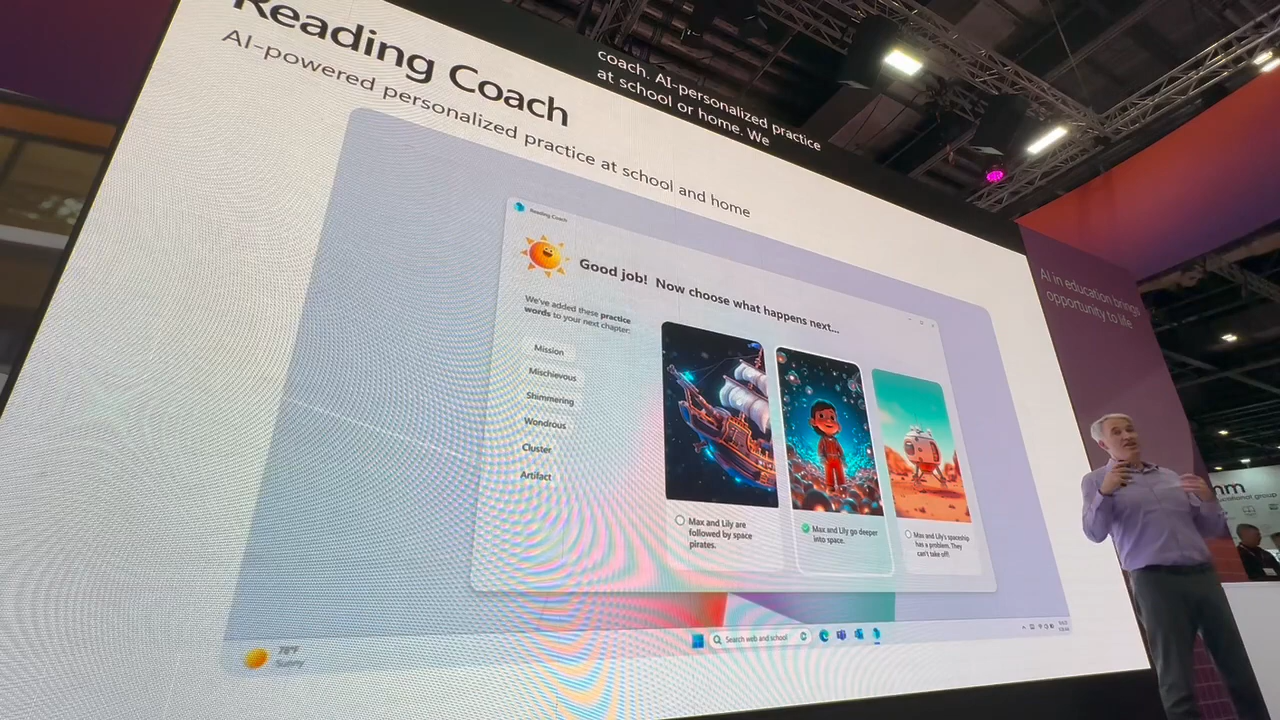 Reading Coach
AI-powered personalized practice at school and home
coach. AI-personalized practice
at school or home. We
Reading Coach
Good job! Now choose what happens next...
We've added these practice
words to your next chapter:
Mission
Mischievous
Shimmering
Wondrous
Cluster
Artifact
Max and Lily are
followed by space
pirates.
Max and Lily go deeper
into space.
Max and Lily's spaceship
has a problem. They
can't take off!
78°F
Sunny
Search web and school
AI in education brings
opportunity to life